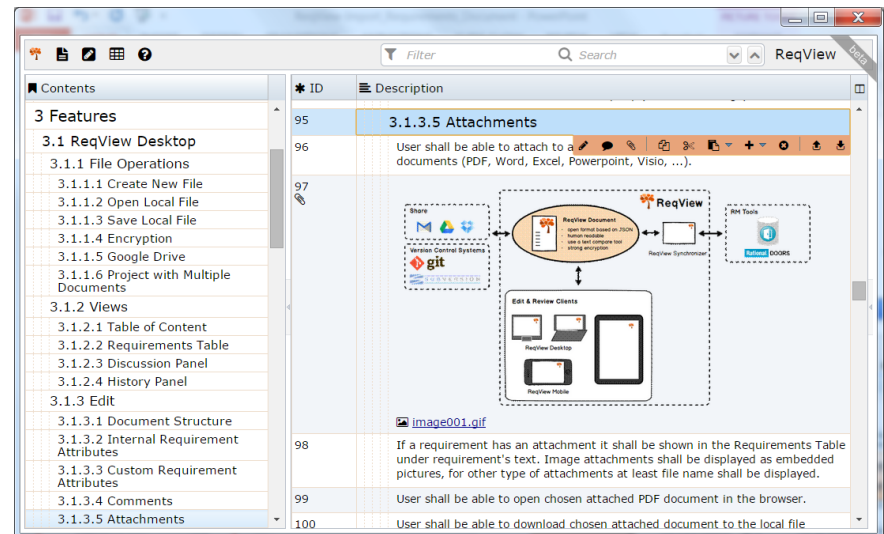 Filter
Search
ReqView
beta
Contents
ID
Description
3 Features
3.1 ReqView Desktop
3.1.1 File Operations
3.1.1.1 Create New File
3.1.1.2 Open Local File
3.1.1.3 Save Local File
3.1.1.4 Encryption
3.1.1.5 Google Drive
3.1.1.6 Project with Multiple
Documents
3.1.2 Views
3.1.2.1 Table of Content
3.1.2.2 Requirements Table
3.1.2.3 Discussion Panel
3.1.2.4 History Panel
3.1.3 Edit
3.1.3.1 Document Structure
3.1.3.2 Internal Requirement
Attributes
3.1.3.3 Custom Requirement
Attributes
3.1.3.4 Comments
3.1.3.5 Attachments
95
3.1.3.5 Attachments
96
User shall be able to attach to a
documents (PDF, Word, Excel, Powerpoint, Visio, ...).
97
Share
Version Control Systems
git
SUBVERSION
ReqView
ReqView Document
- open format based on JSON
- human readable
- use a text compare tool
- strong encryption
ReqView Synchronizer
RM Tools
Rational DOORS
Edit & Review Clients
ReqView Desktop
ReqView Mobile
image001.gif
98
If a requirement has an attachment it shall be shown in the Requirements Table
under requirement's text. Image attachments shall be displayed as embedded
pictures, for other type of attachments at least file name shall be displayed.
99
User shall be able to open chosen attached PDF document in the browser.
100
User shall be able to download chosen attached document to the local file